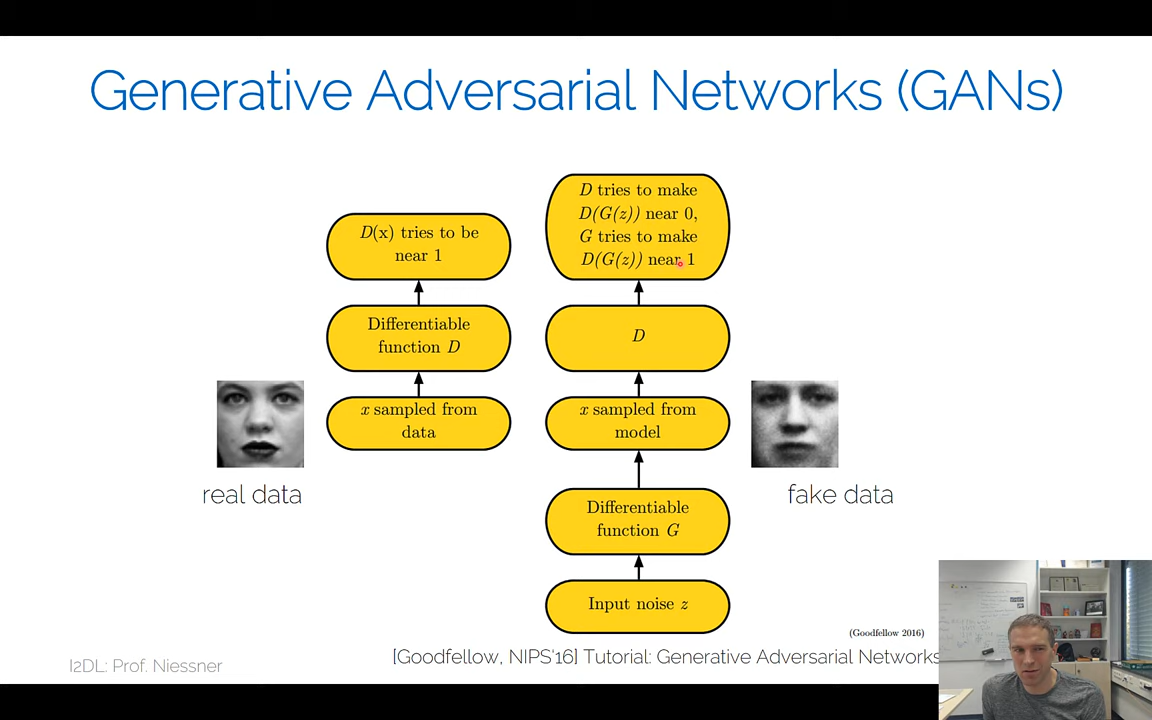 Generative Adversarial Networks (GANs)
D(x) tries to be
near 1
Differentiable
function D
x sampled from
data
real data
D tries to make
D(G(z)) near 0,
G tries to make
D(G(z)) near 1
D
x sampled from
model
fake data
Differentiable
function G
Input noise z
(Goodfellow 2016)
[Goodfellow, NIPS'16] Tutorial: Generative Adversarial Networks
I2DL: Prof. Niessner